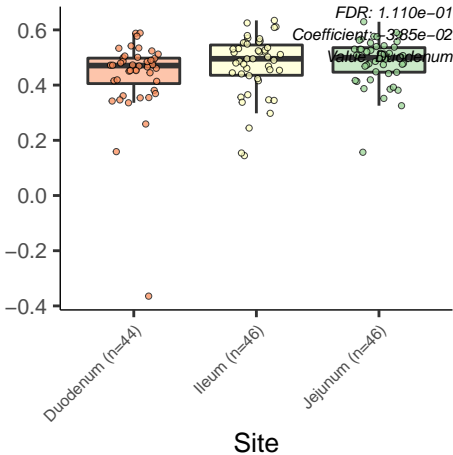 FDR: 1.110e−01
Coefficient: −3.85e−02
Value: Duodenum
0.6
0.4
0.2
0.0
−0.2
−0.4
Duodenum (n=44)
Ileum (n=46)
Jejunum (n=46)
Site